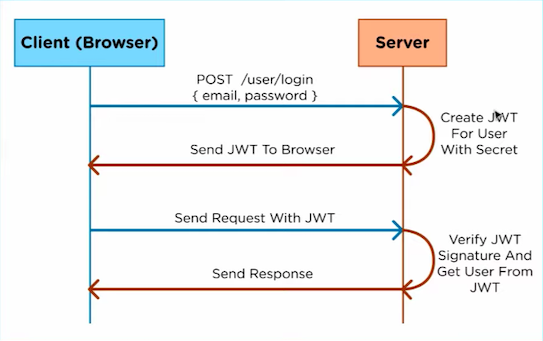 Client (Browser)
Server
POST /user/login
{ email, password }
Create JWT
For User
With Secret
Send JWT To Browser
Send Request With JWT
Verify JWT
Signature And
Get User From
JWT
Send Response